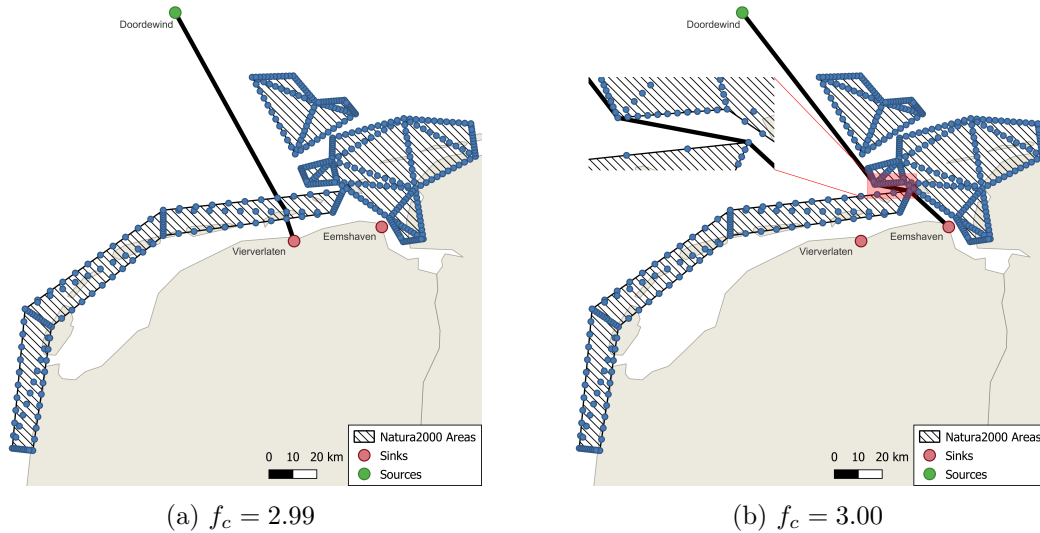 Doordewind
Vierverlaten
Eemshaven
0 10 20 km
Natura2000 Areas
Sinks
Sources
(a) f_c = 2.99
Doordewind
Vierverlaten
Eemshaven
0 10 20 km
Natura2000 Areas
Sinks
Sources
(b) f_c = 3.00